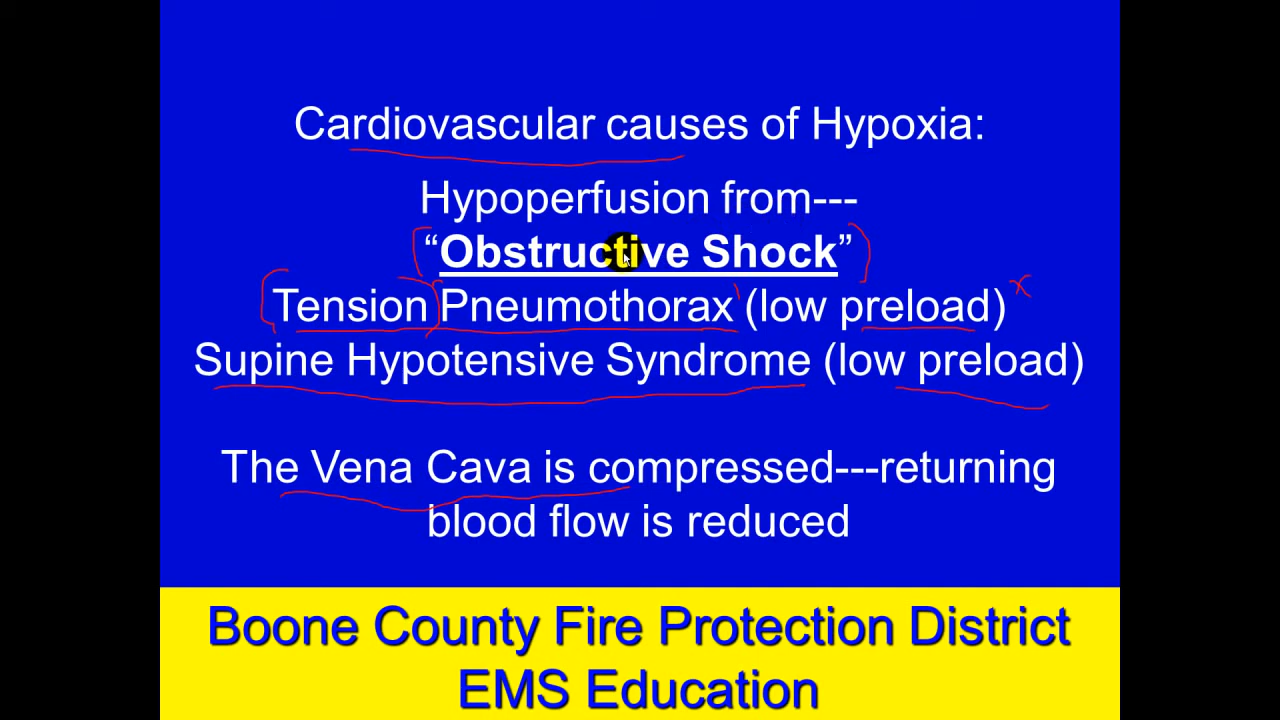 Cardiovascular causes of Hypoxia:
Hypoperfusion from---
“Obstructive Shock”
Tension Pneumothorax (low preload)
Supine Hypotensive Syndrome (low preload)
The Vena Cava is compressed---returning
blood flow is reduced
Boone County Fire Protection District
EMS Education